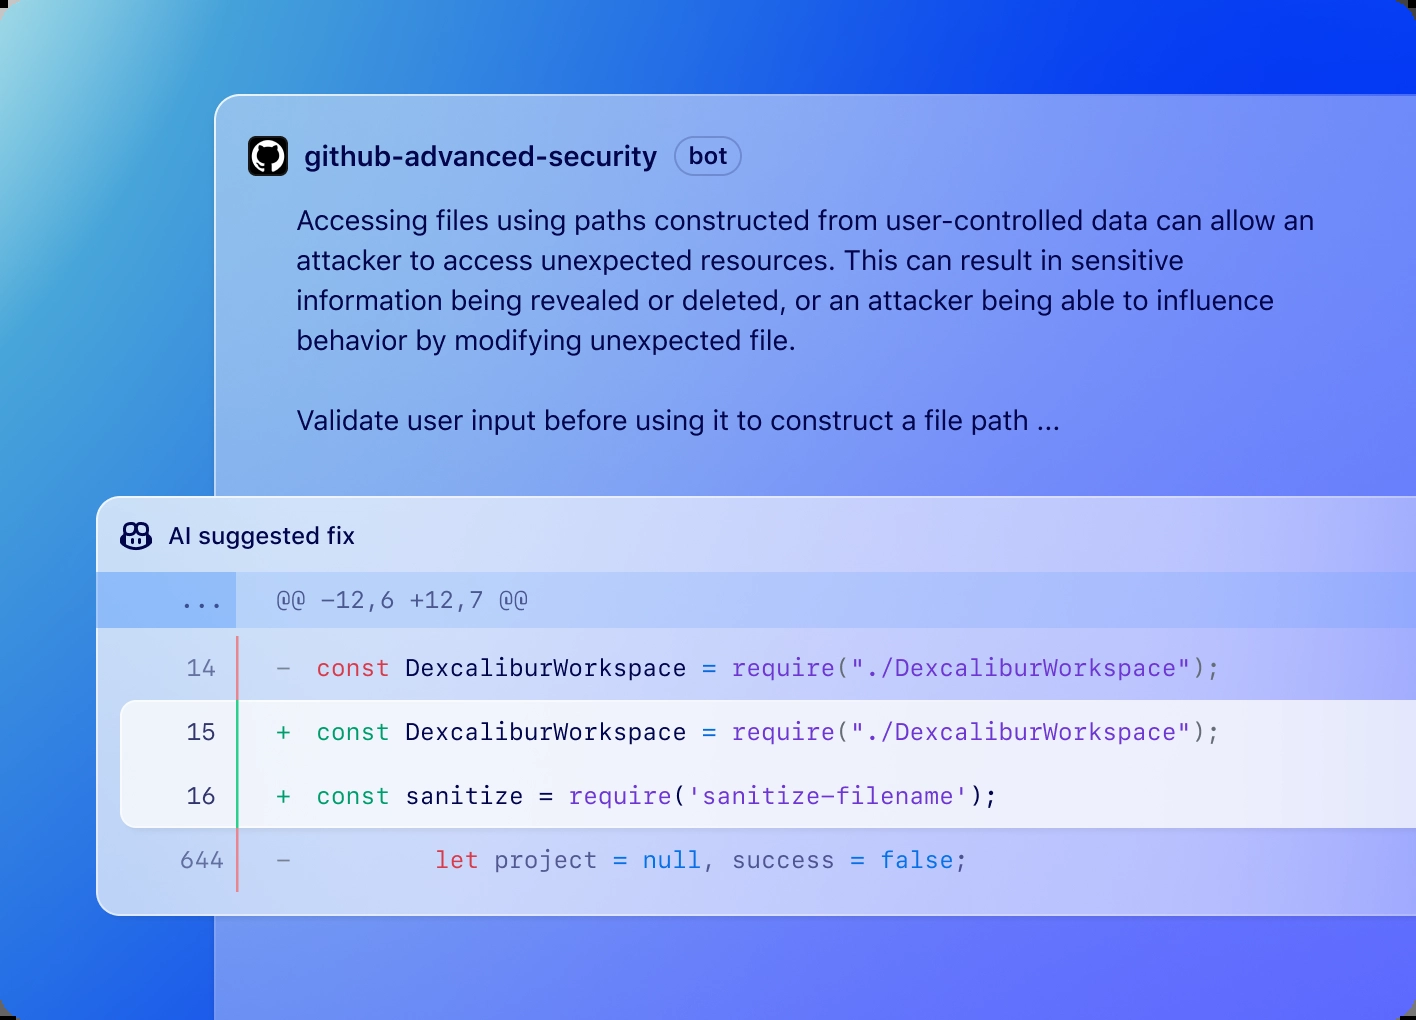 github-advanced-security bot
Accessing files using paths constructed from user-controlled data can allow an
attacker to access unexpected resources. This can result in sensitive
information being revealed or deleted, or an attacker being able to influence
behavior by modifying unexpected file.
Validate user input before using it to construct a file path ...
AI suggested fix
... @@ −12,6 +12,7 @@
14 − const DexcaliburWorkspace = require("./DexcaliburWorkspace");
15 + const DexcaliburWorkspace = require("./DexcaliburWorkspace");
16 + const sanitize = require('sanitize−filename');
644 − let project = null, success = false;